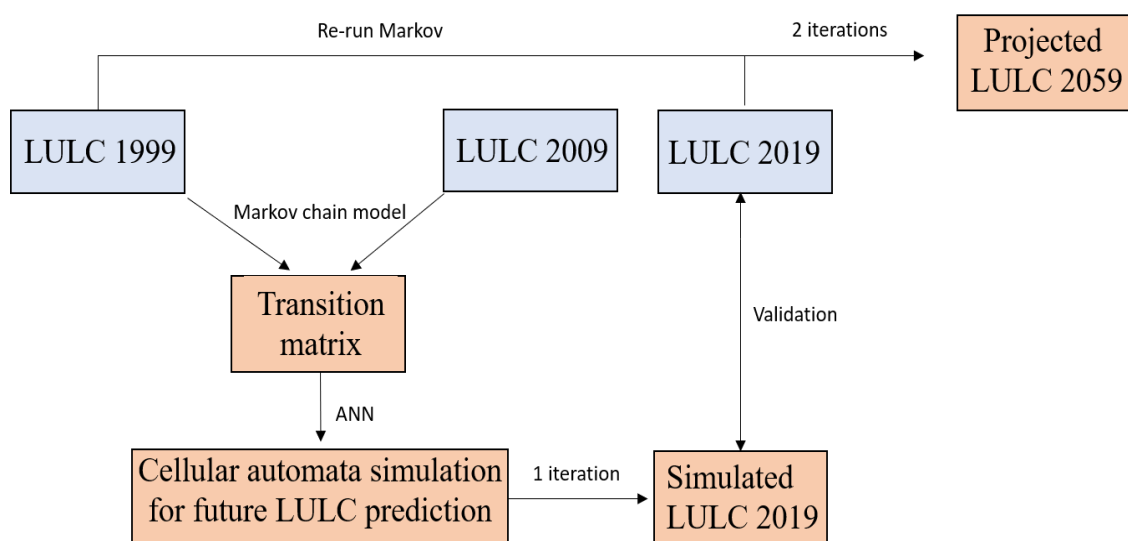 Re-run Markov
2 iterations
Projected
LULC 2059
LULC 1999
LULC 2009
LULC 2019
Markov chain model
Transition
matrix
Validation
ANN
Cellular automata simulation
for future LULC prediction
1 iteration
Simulated
LULC 2019